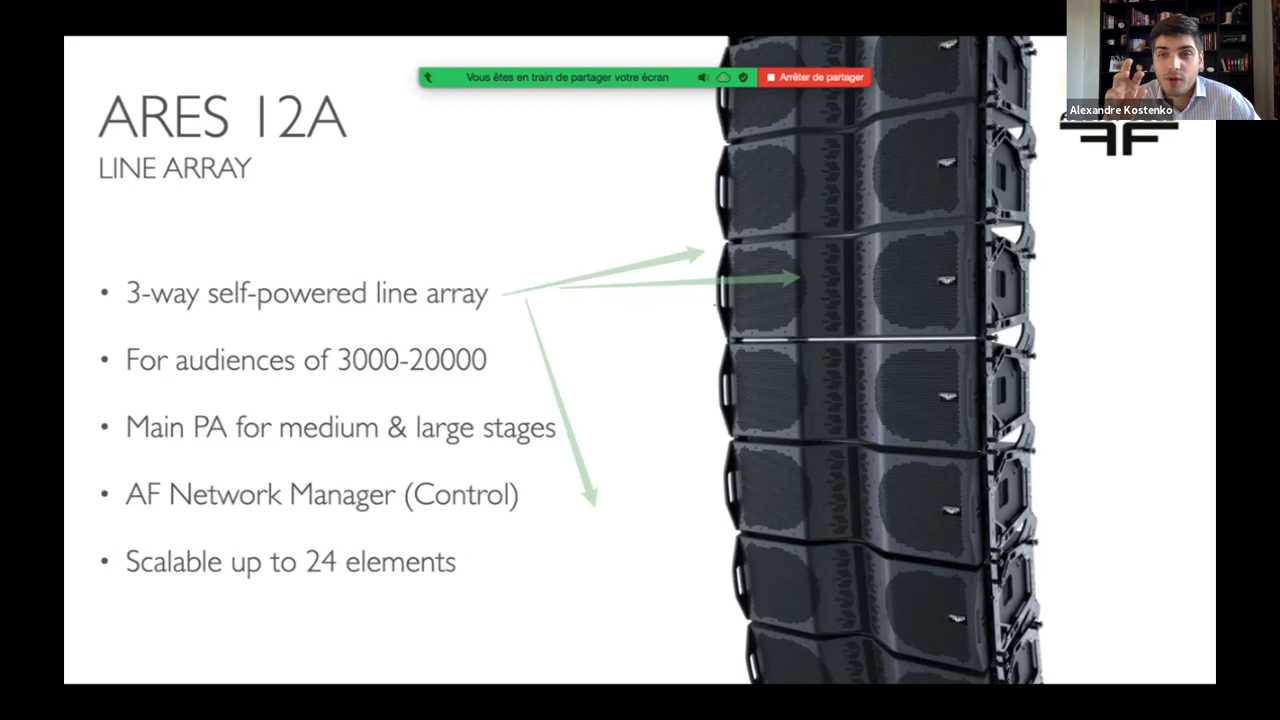 Vous êtes en train de partager votre écran
Arrêter de partager
Alexandre Kostenko
ARES 12A
LINE ARRAY
• 3-way self-powered line array
• For audiences of 3000-20000
• Main PA for medium & large stages
• AF Network Manager (Control)
• Scalable up to 24 elements